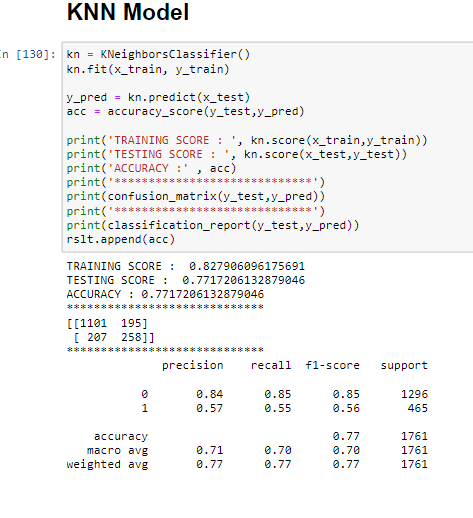 KNN Model
n [130]: kn = KNeighborsClassifier()
kn.fit(x_train, y_train)
y_pred = kn.predict(x_test)
acc = accuracy_score(y_test,y_pred)
print('TRAINING SCORE : ', kn.score(x_train,y_train))
print('TESTING SCORE : ', kn.score(x_test,y_test))
print('ACCURACY :' , acc)
print('*****************************')
print(confusion_matrix(y_test,y_pred))
print('*****************************')
print(classification_report(y_test,y_pred))
rslt.append(acc)
TRAINING SCORE :  0.827906096175691
TESTING SCORE :  0.7717206132879046
ACCURACY : 0.7717206132879046
*****************************
[[1101  195]
[ 207  258]]
*****************************
precision    recall  f1-score   support
0       0.84      0.85      0.85      1296
1       0.57      0.55      0.56       465
accuracy                           0.77      1761
macro avg       0.71      0.70      0.70      1761
weighted avg       0.77      0.77      0.77      1761